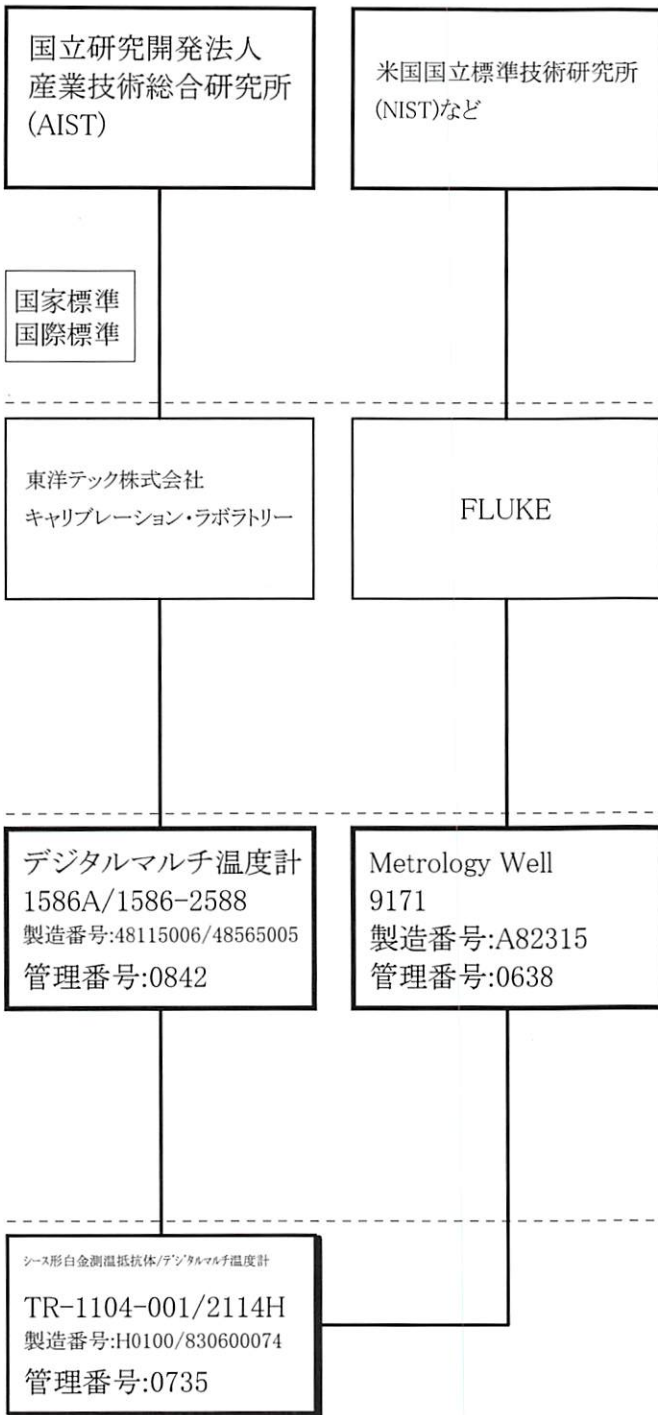 国立研究開発法人
産業技術総合研究所
(AIST)
米国国立標準技術研究所
(NIST)など
国家標準
国際標準
東洋テック株式会社
キャリブレーション・ラボラトリー
FLUKE
デジタルマルチ温度計
1586A/1586-2588
製造番号:48115006/48565005
管理番号:0842
Metrology Well
9171
製造番号:A82315
管理番号:0638
シース形白金測温抵抗体/デジタルマルチ温度計
TR-1104-001/2114H
製造番号:H0100/830600074
管理番号:0735